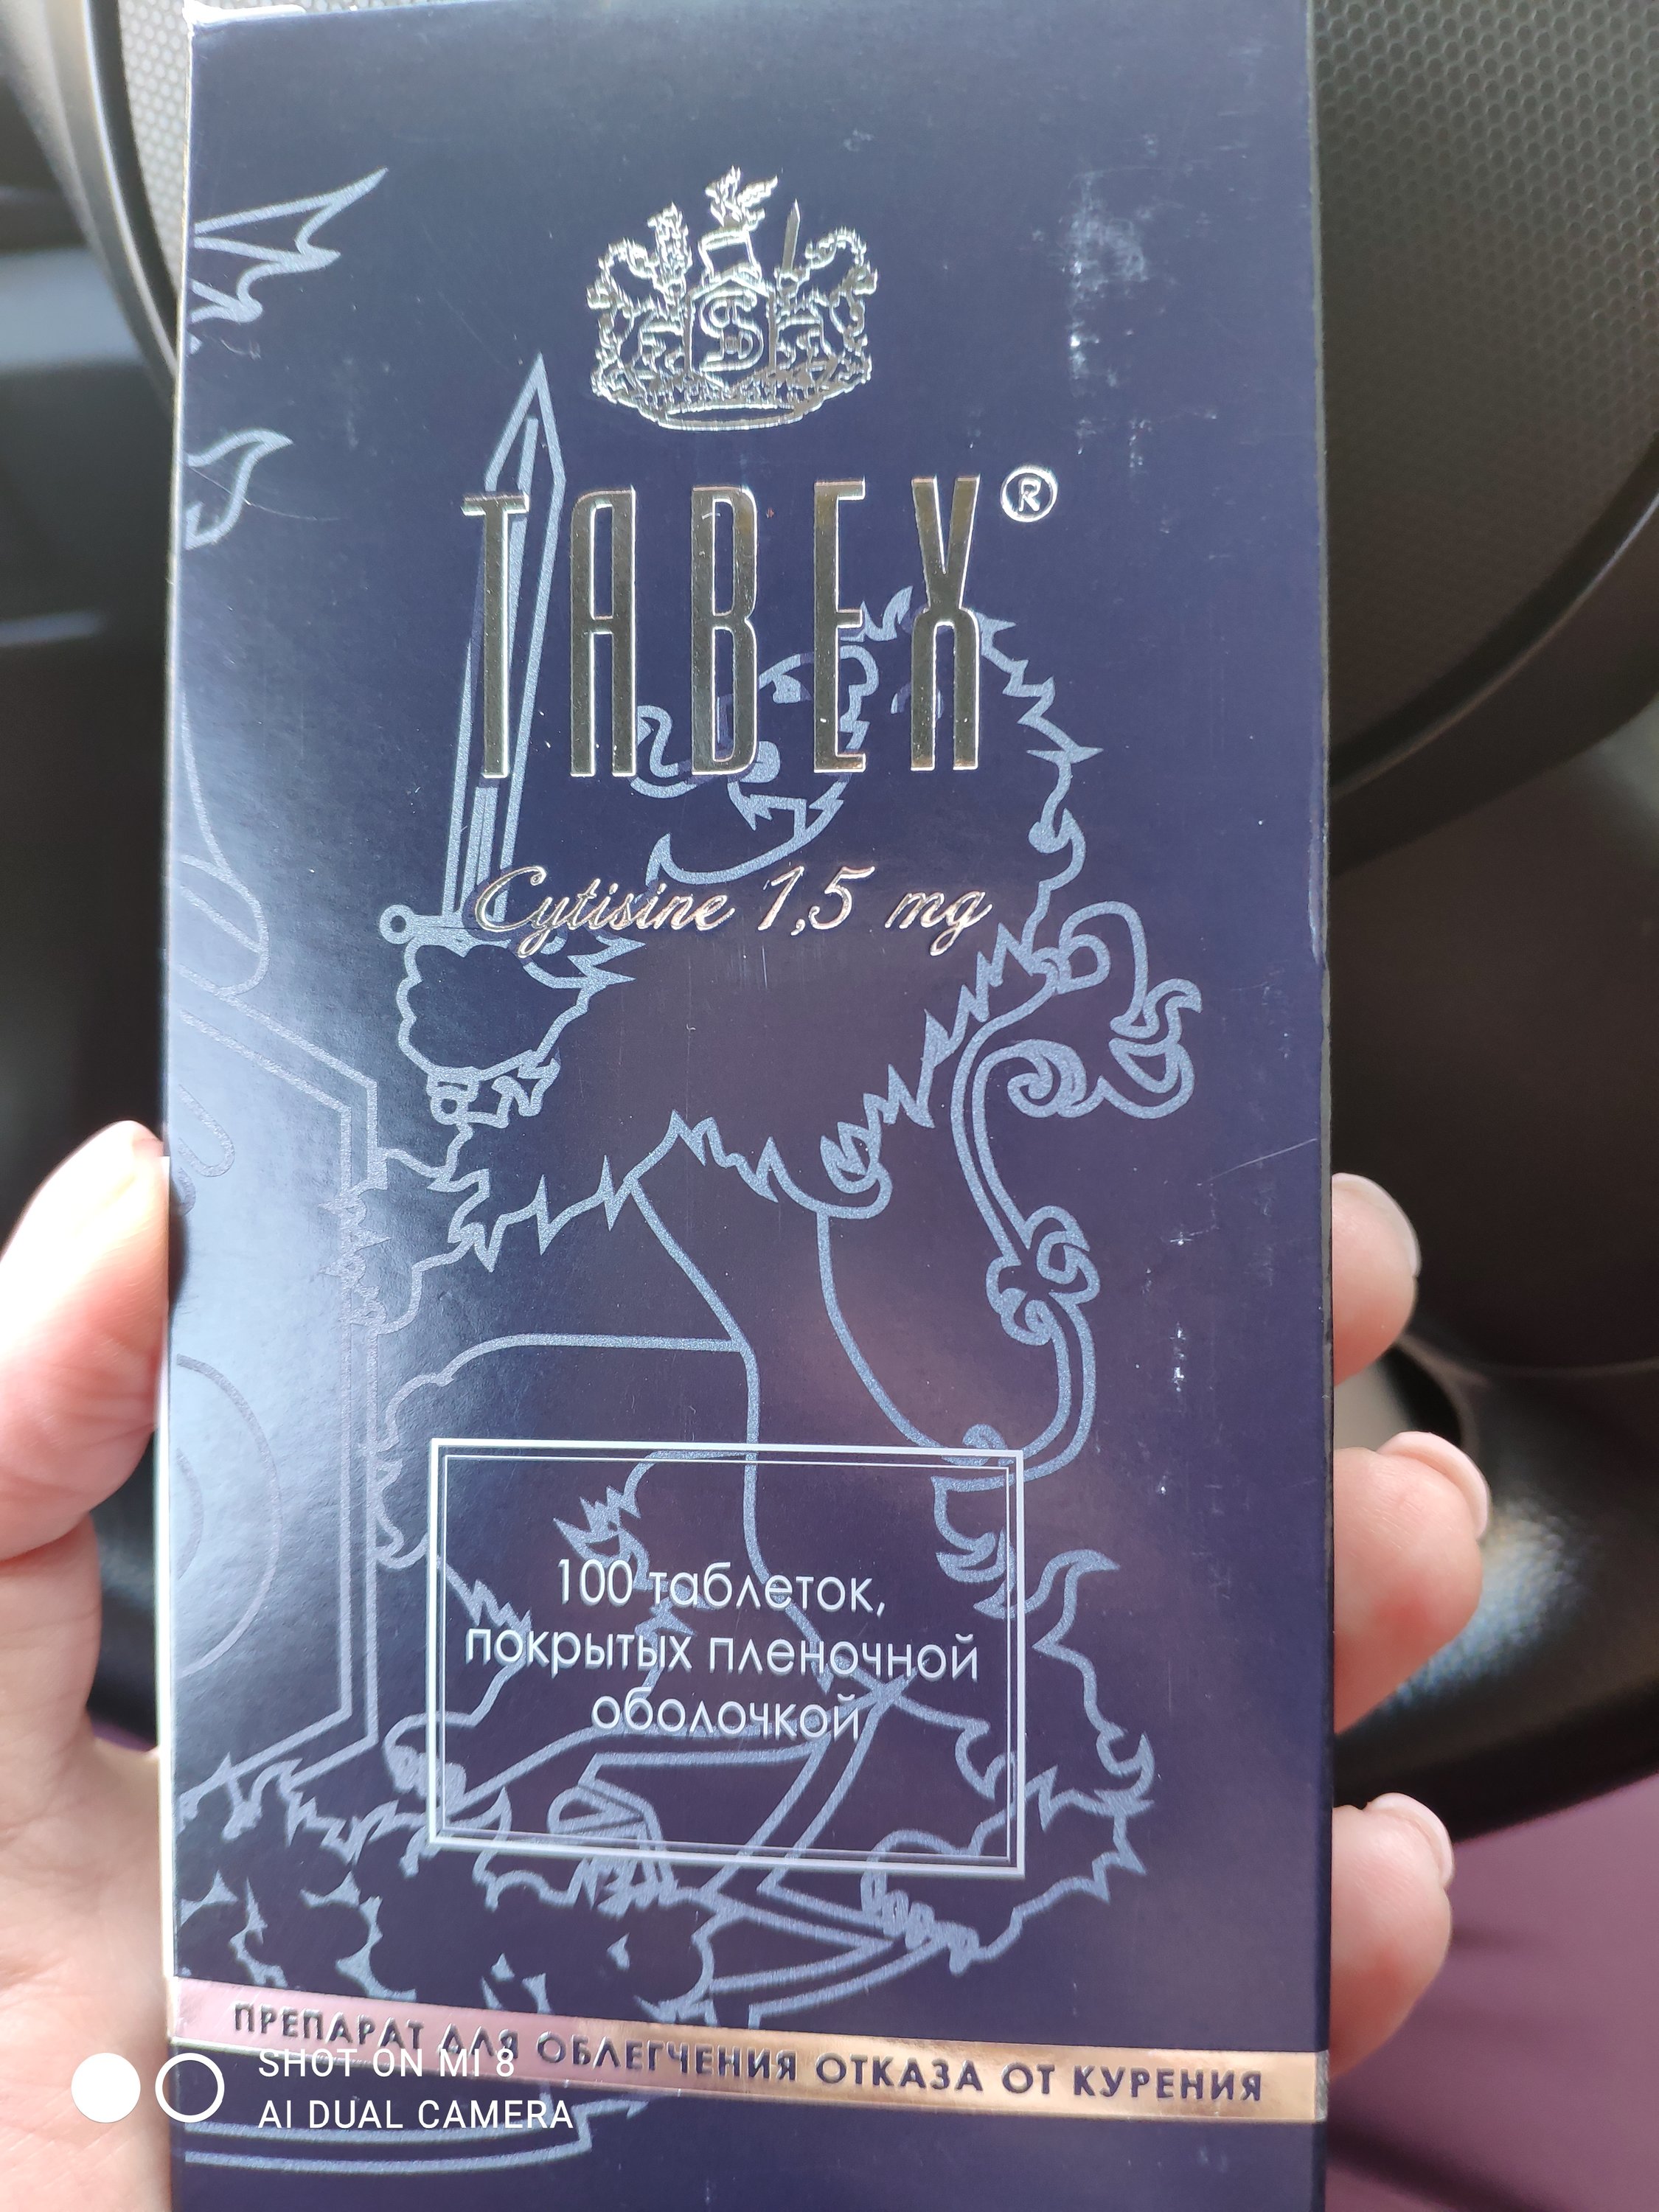 S
TABEX®
Cytisine 1,5 mg
100 таблеток,
покрытых пленочной
оболочкой
ПРЕПАРАТ ДЛЯ ОБЛЕГЧЕНИЯ ОТКАЗА ОТ КУРЕНИЯ
SHOT ON MI 8
AI DUAL CAMERA